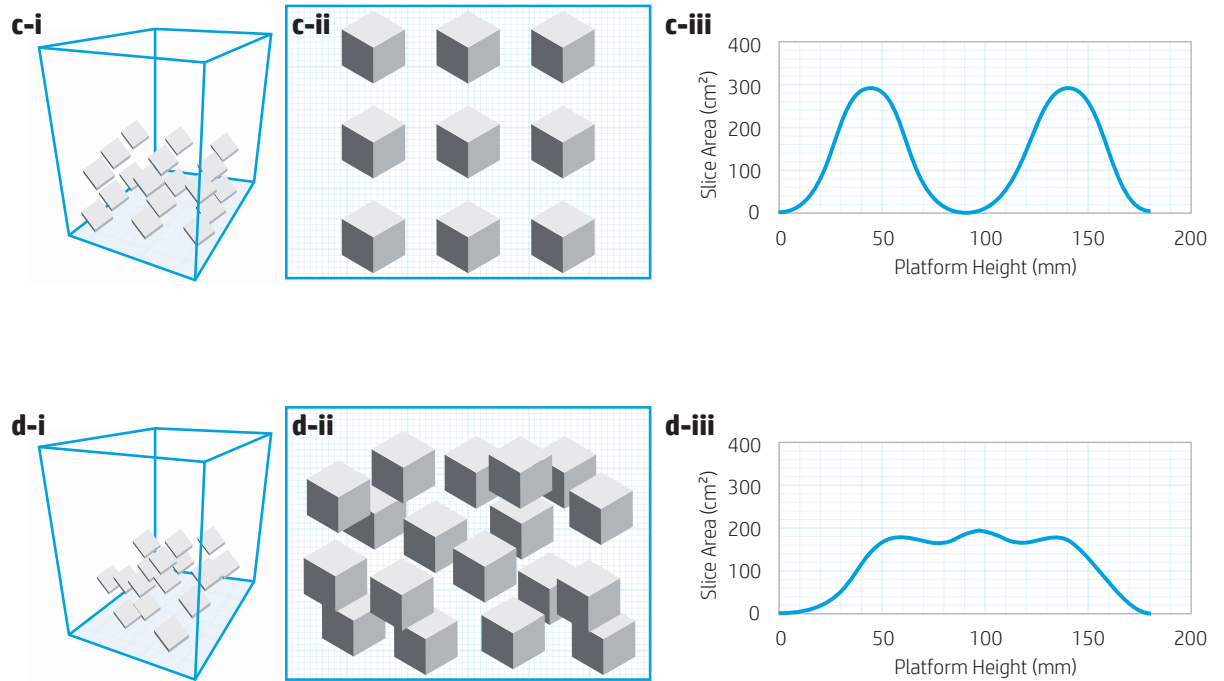 c-i
c-ii
c-iii
400
300
200
100
0
Slice Area (cm²)
0 50 100 150 200
Platform Height (mm)
d-i
d-ii
d-iii
400
300
200
100
0
Slice Area (cm²)
0 50 100 150 200
Platform Height (mm)